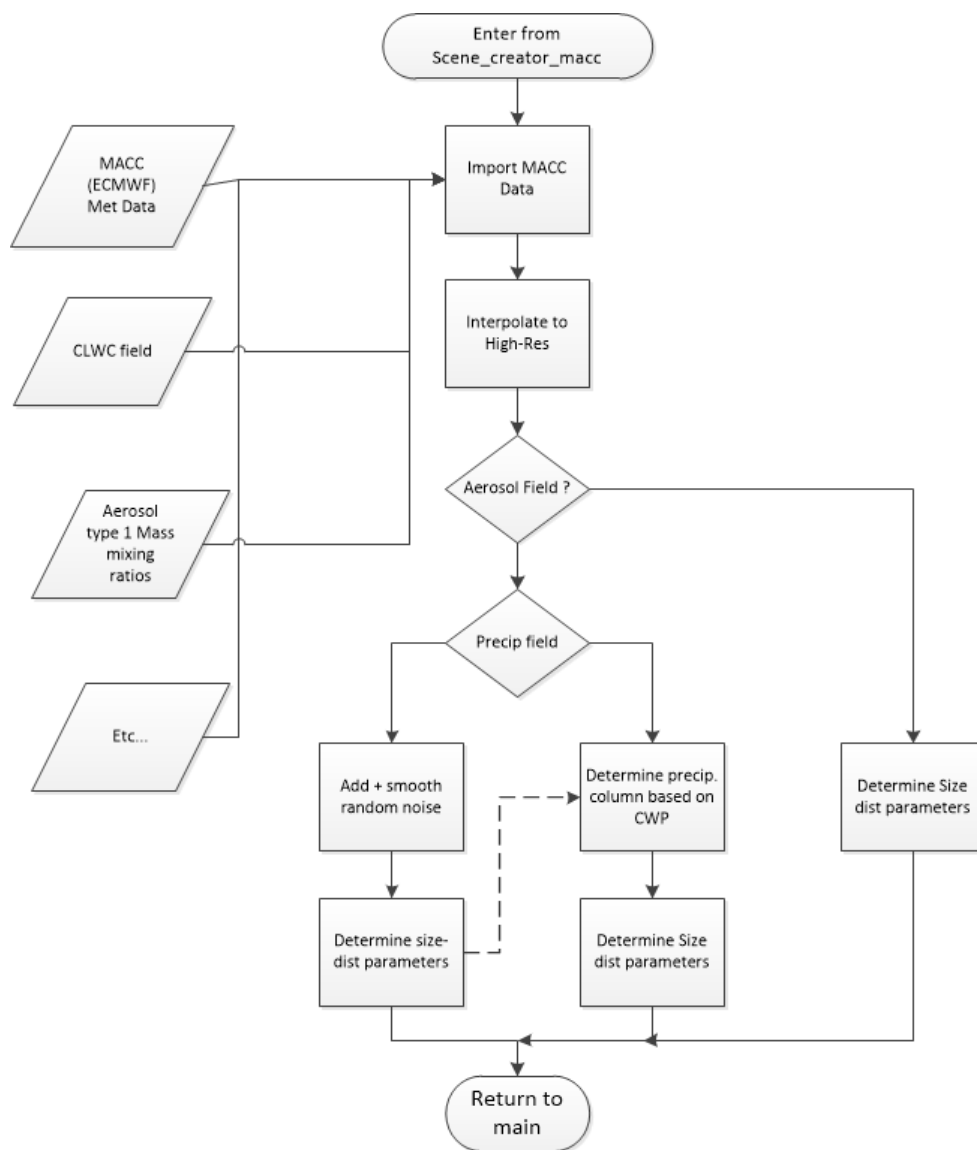 Enter from
Scene_creator_macc
MACC
(ECMWF)
Met Data
Import MACC
Data
CLWC field
Interpolate to
High-Res
Aerosol Field ?
Aerosol
type 1 Mass
mixing
ratios
Precip field
Etc...
Add + smooth
random noise
Determine precip.
column based on
CWP
Determine Size
dist parameters
Determine size-
dist parameters
Determine Size
dist parameters
Return to
main